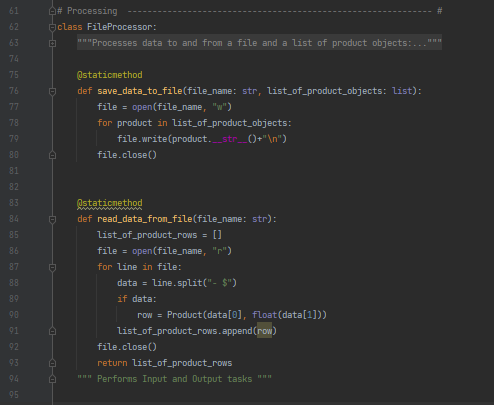 61 # Processing ------------------------------------------------------- #
62 class FileProcessor:
63 """Processes data to and from a file and a list of product objects:..."""
74
75 @staticmethod
76 def save_data_to_file(file_name: str, list_of_product_objects: list):
77 file = open(file_name, "w")
78 for product in list_of_product_objects:
79 file.write(product.__str__()+"\n")
80 file.close()
81
82
83 @staticmethod
84 def read_data_from_file(file_name: str):
85 list_of_product_rows = []
86 file = open(file_name, "r")
87 for line in file:
88 data = line.split("- $")
89 if data:
90 row = Product(data[0], float(data[1]))
91 list_of_product_rows.append(row)
92 file.close()
93 return list_of_product_rows
94 """ Performs Input and Output tasks """
95